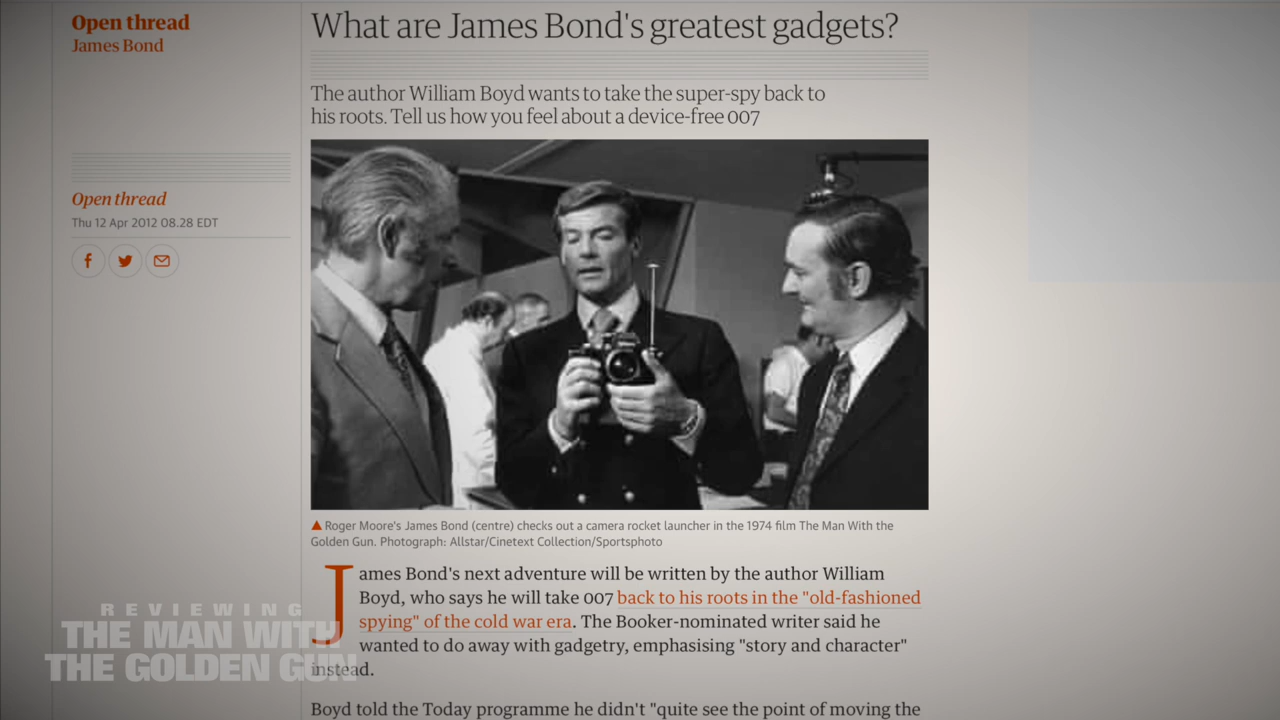 Open thread
James Bond
What are James Bond's greatest gadgets?
The author William Boyd wants to take the super-spy back to
his roots. Tell us how you feel about a device-free 007
Open thread
Thu 12 Apr 2012 08.28 EDT
Roger Moore's James Bond (centre) checks out a camera rocket launcher in the 1974 film The Man With the
Golden Gun. Photograph: Allstar/Cinetext Collection/Sportsphoto
James Bond's next adventure will be written by the author William
Boyd, who says he will take 007 back to his roots in the "old-fashioned
spying" of the cold war era. The Booker-nominated writer said he
wanted to do away with gadgetry, emphasising "story and character"
instead.
Boyd told the Today programme he didn't "quite see the point of moving the
REVIEWING
THE MAN WITH
THE GOLDEN GUN